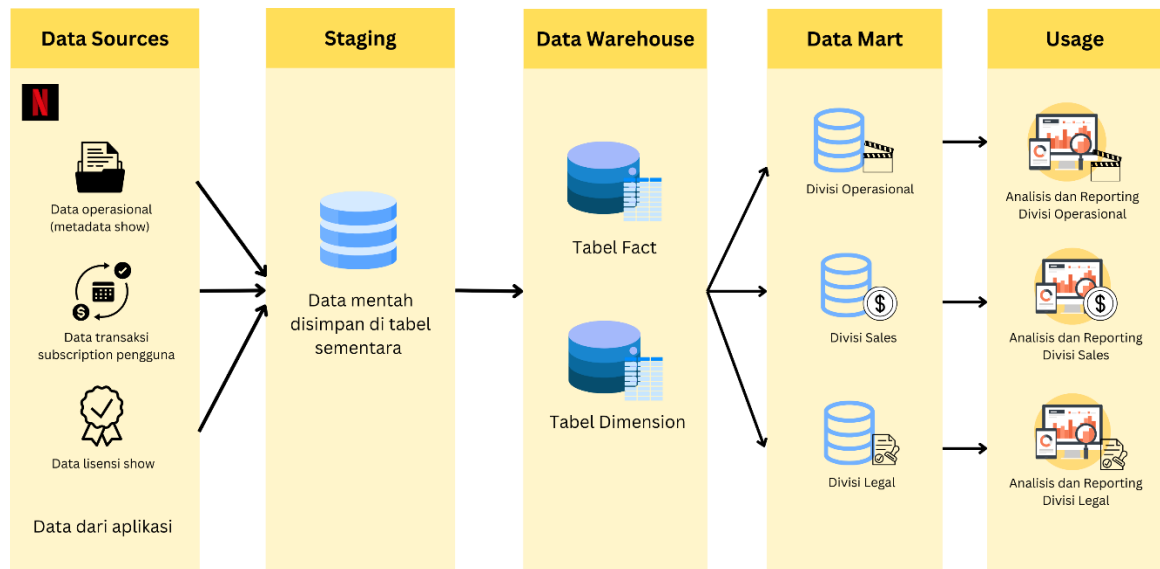 Data Sources
Staging
Data Warehouse
Data Mart
Usage
N
Data operasional
(metadata show)
Data transaksi
subscription pengguna
Data lisensi show
Data dari aplikasi
Data mentah
disimpan di tabel
sementara
Tabel Fact
Tabel Dimension
Divisi Operasional
$
Divisi Sales
Divisi Legal
Analisis dan Reporting
Divisi Operasional
$
Analisis dan Reporting
Divisi Sales
Analisis dan Reporting
Divisi Legal